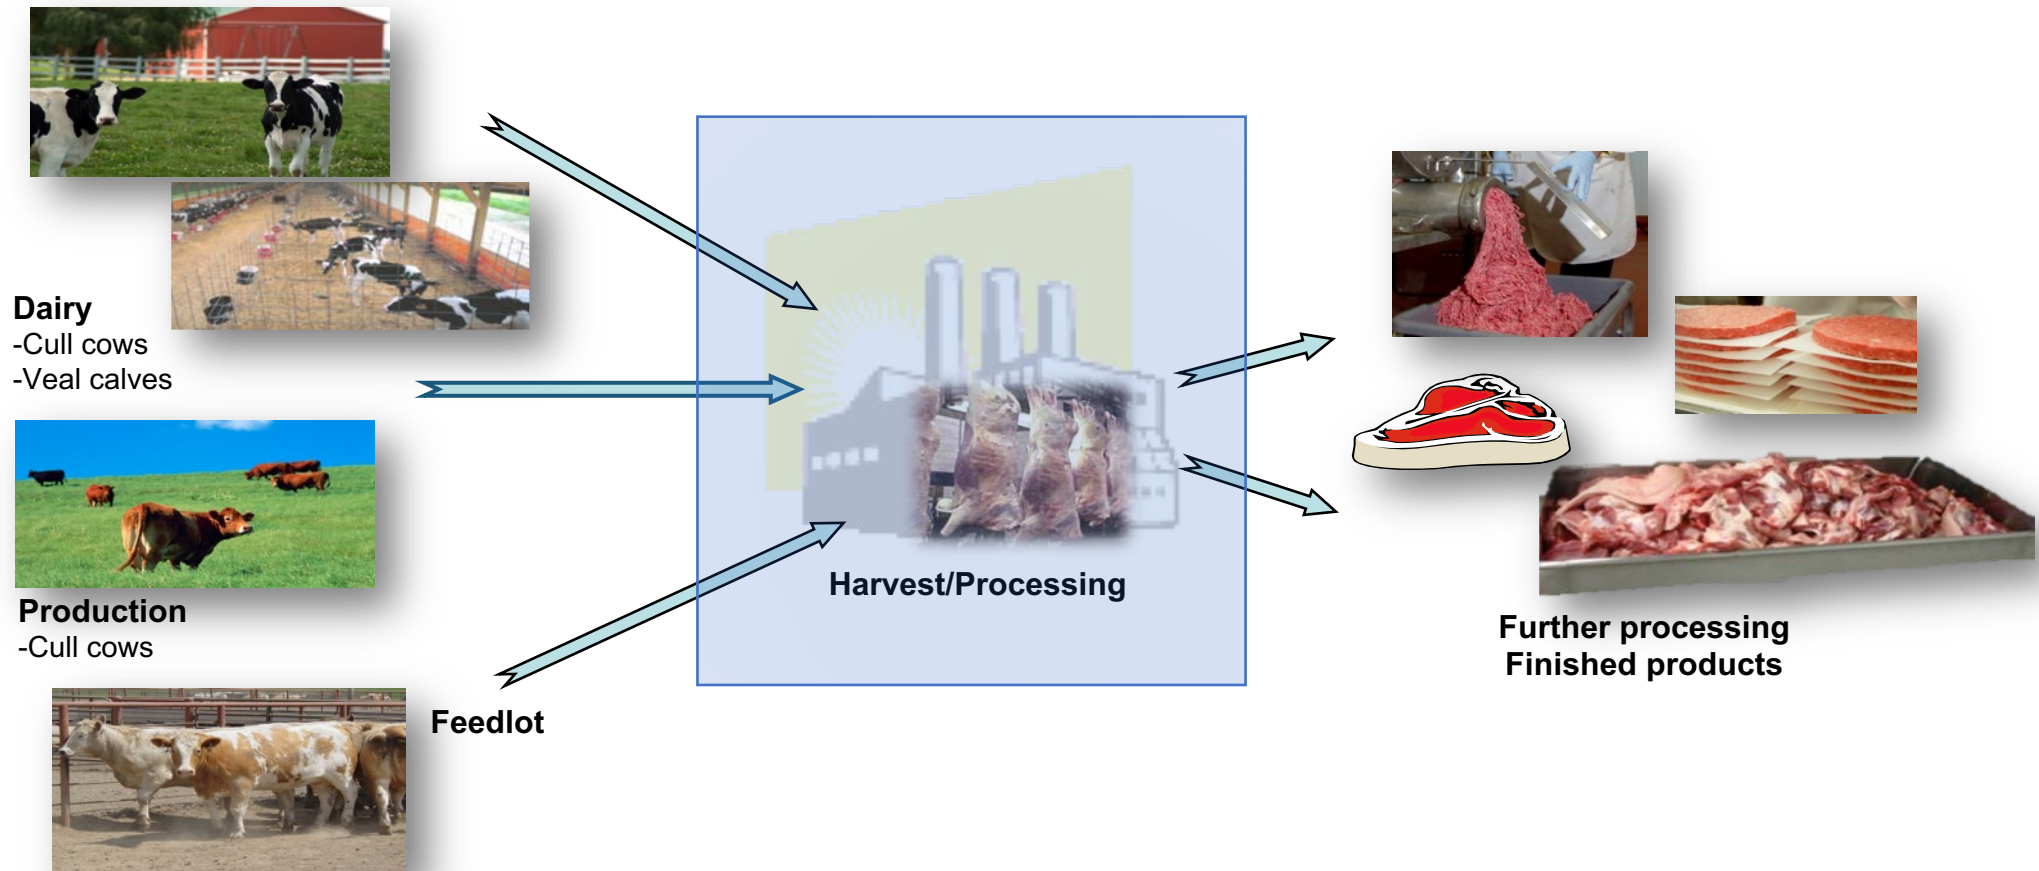 Dairy
-Cull cows
-Veal calves
Production
-Cull cows
Feedlot
Harvest/Processing
Further processing
Finished products